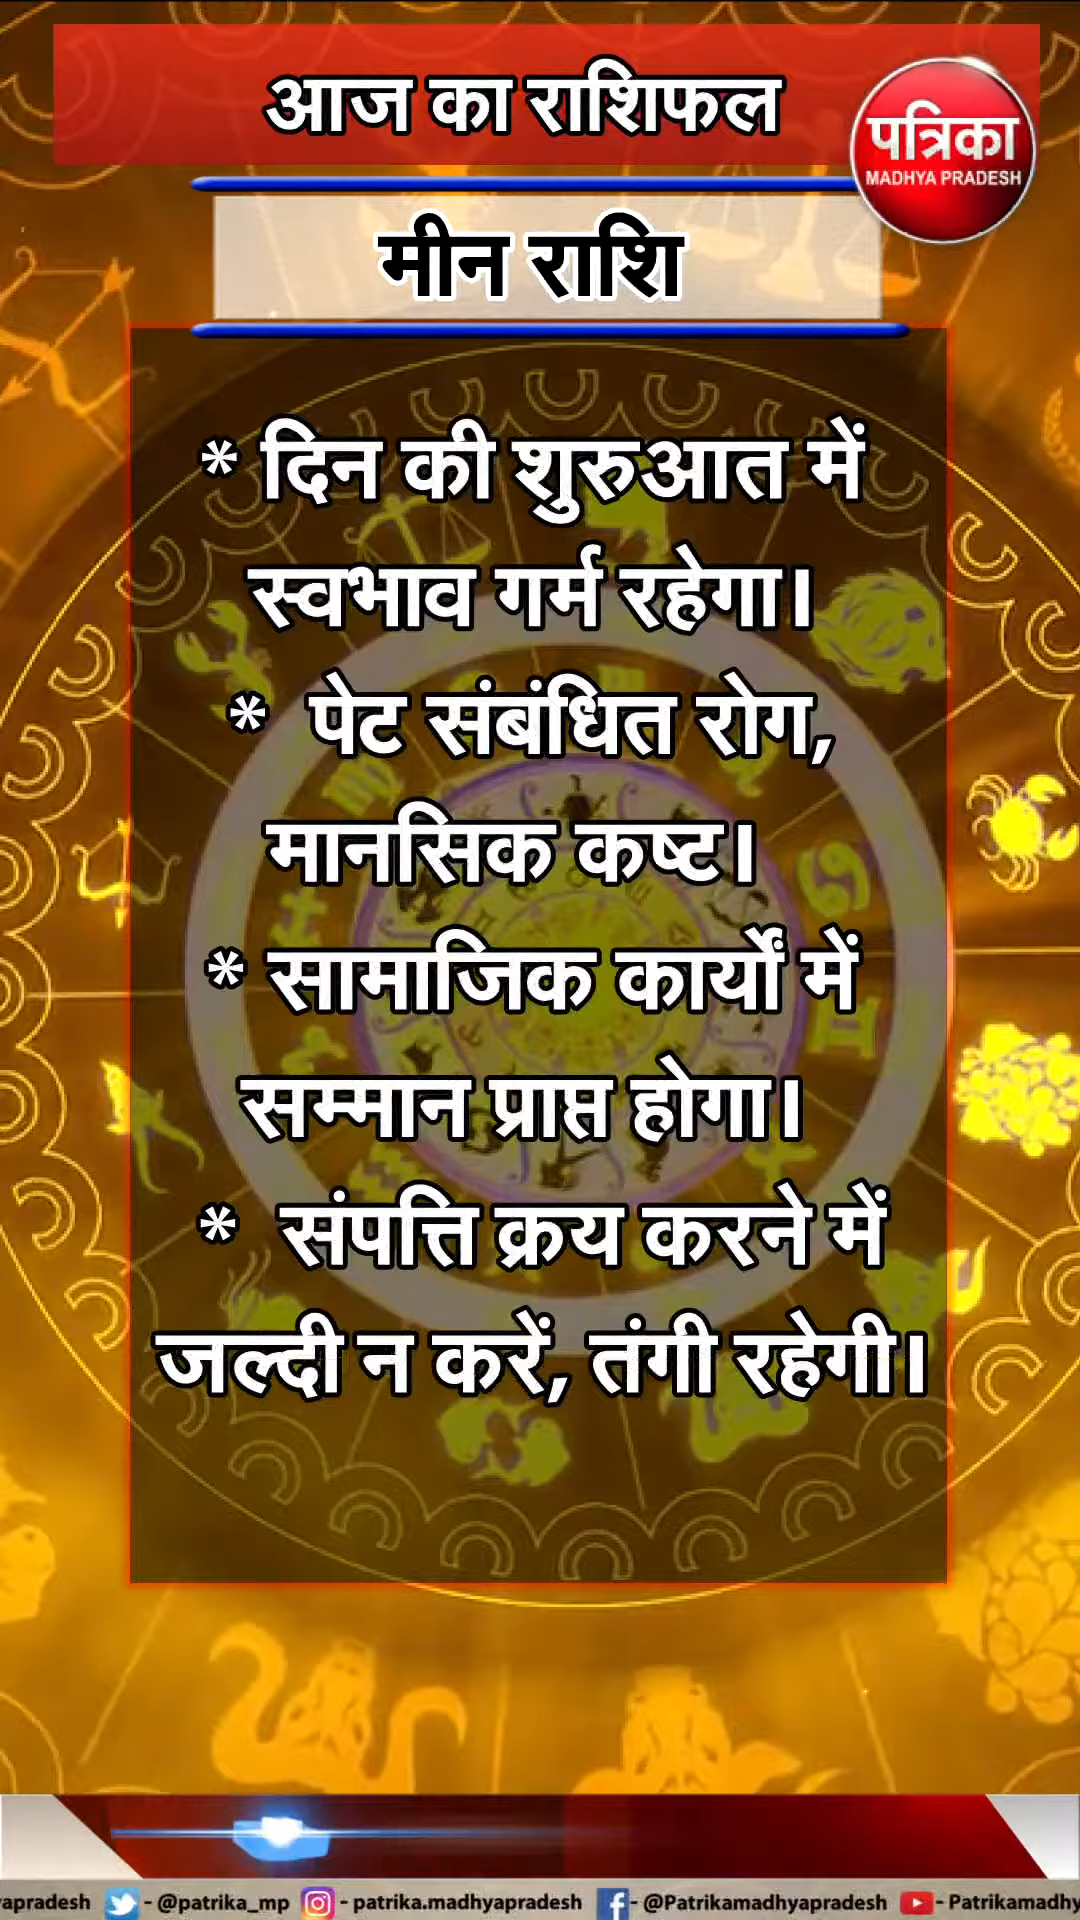 आज का राशिफल
पत्रिका
MADHYA PRADESH
मीन राशि
* दिन की शुरुआत में
स्वभाव गर्म रहेगा।
* पेट संबंधित रोग,
मानसिक कष्ट।
* सामाजिक कार्यों में
सम्मान प्राप्त होगा।
* संपत्ति क्रय करने में
जल्दी न करें, तंगी रहेगी।
yapradesh - @patrika_mp - patrika.madhyapradesh - @Patrikamadhyapradesh - Patrikamadhy